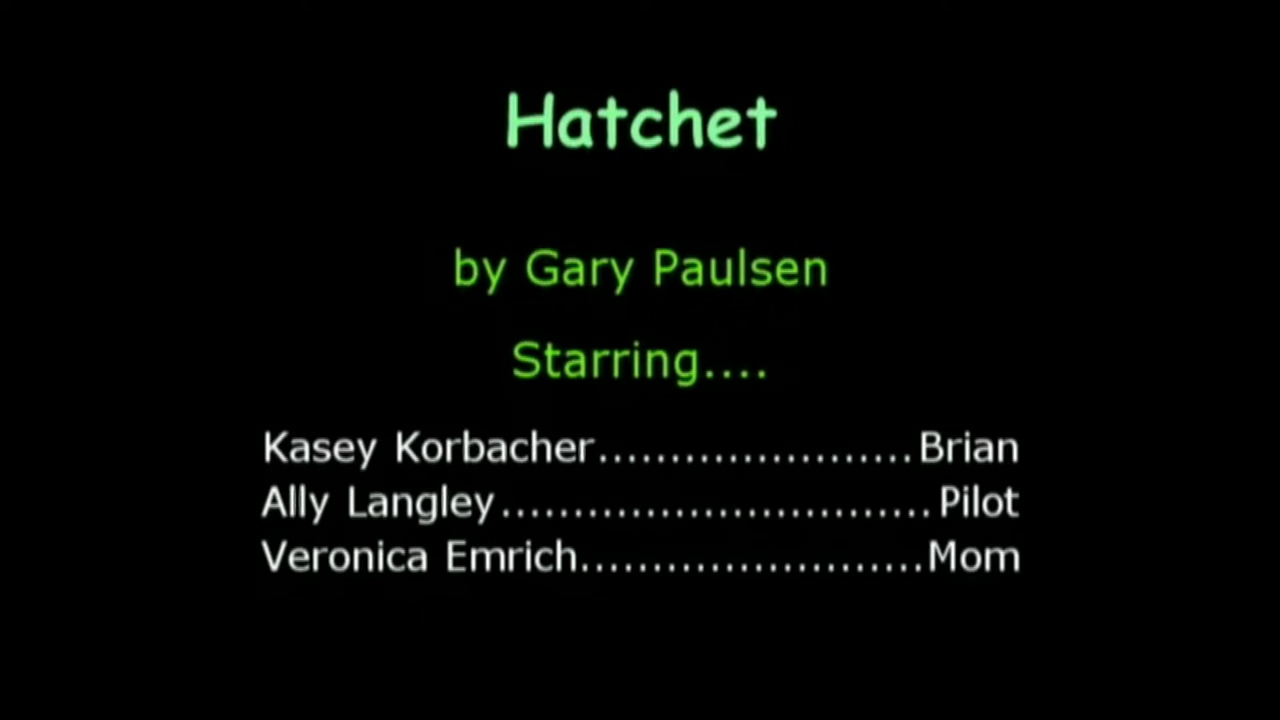 Hatchet
by Gary Paulsen
Starring....
Kasey Korbacher......................Brian
Ally Langley..............................Pilot
Veronica Emrich........................Mom